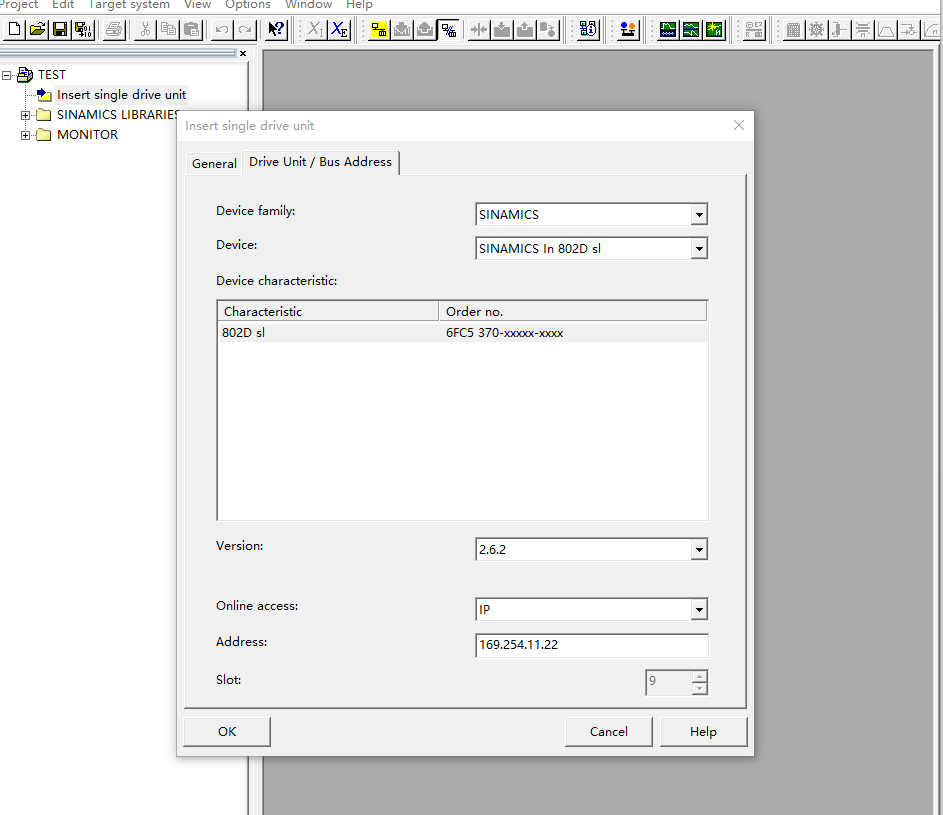 Project Edit Target system View Options Window Help
TEST
Insert single drive unit
SINAMICS LIBRARIES
MONITOR
Insert single drive unit
General
Drive Unit / Bus Address
Device family:
SINAMICS
Device:
SINAMICS In 802D sl
Device characteristic:
Characteristic Order no.
802D sl 6FC5 370-xxxxx-xxxx
Version:
2.6.2
Online access:
IP
Address:
169.254.11.22
Slot:
9
OK
Cancel
Help